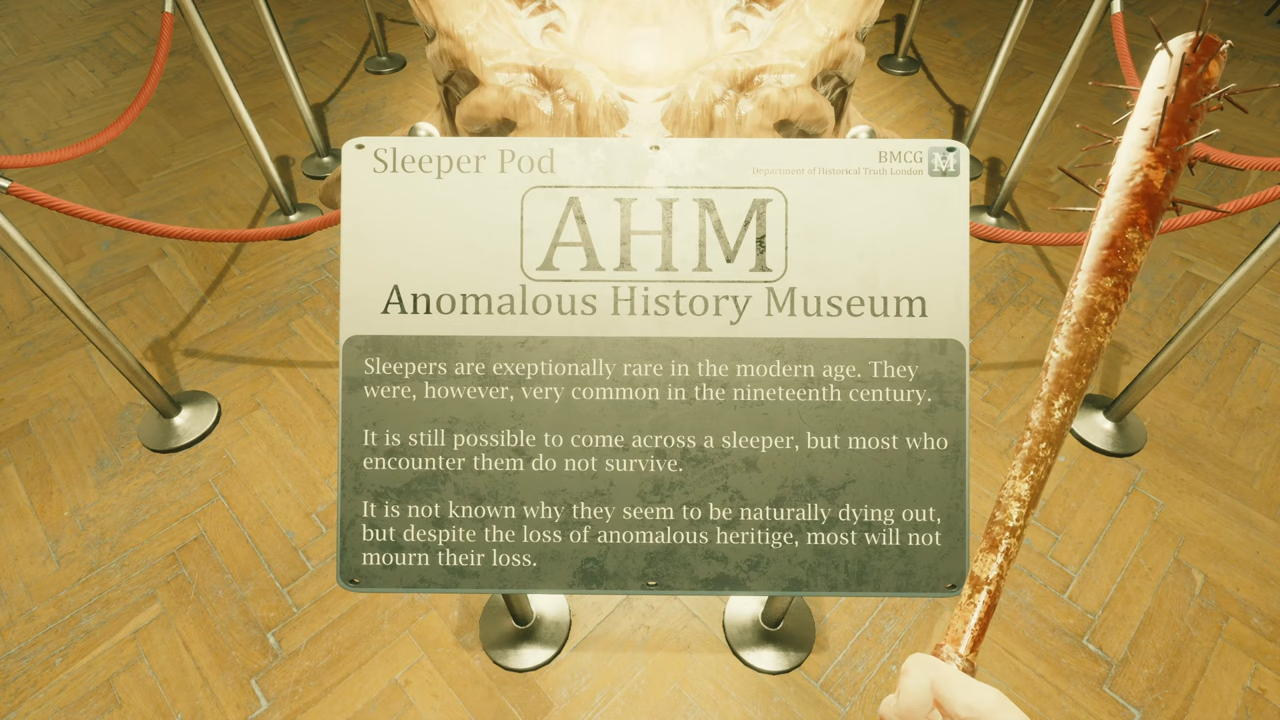 Sleeper Pod
BMCG
Department of Historical Truth London
M
AHM
Anomalous History Museum
Sleepers are exeptionally rare in the modern age. They
were, however, very common in the nineteenth century.
It is still possible to come across a sleeper, but most who
encounter them do not survive.
It is not known why they seem to be naturally dying out,
but despite the loss of anomalous heritige, most will not
mourn their loss.